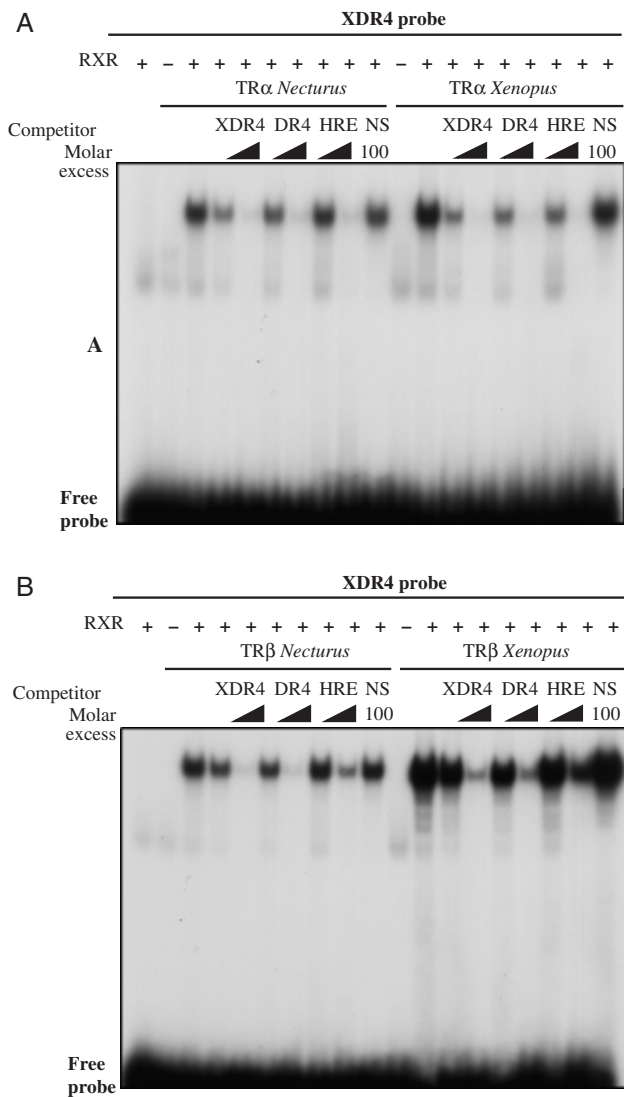 A
XDR4 probe
RXR + − + + + + + + + + − + + + + + + + +
TRα Necturus TRα Xenopus
Competitor XDR4 DR4 HRE NS XDR4 DR4 HRE NS
Molar excess 100 100
A
Free probe
B
XDR4 probe
RXR + − + + + + + + + + − + + + + + + + +
TRβ Necturus TRβ Xenopus
Competitor XDR4 DR4 HRE NS XDR4 DR4 HRE NS
Molar excess 100 100
Free probe